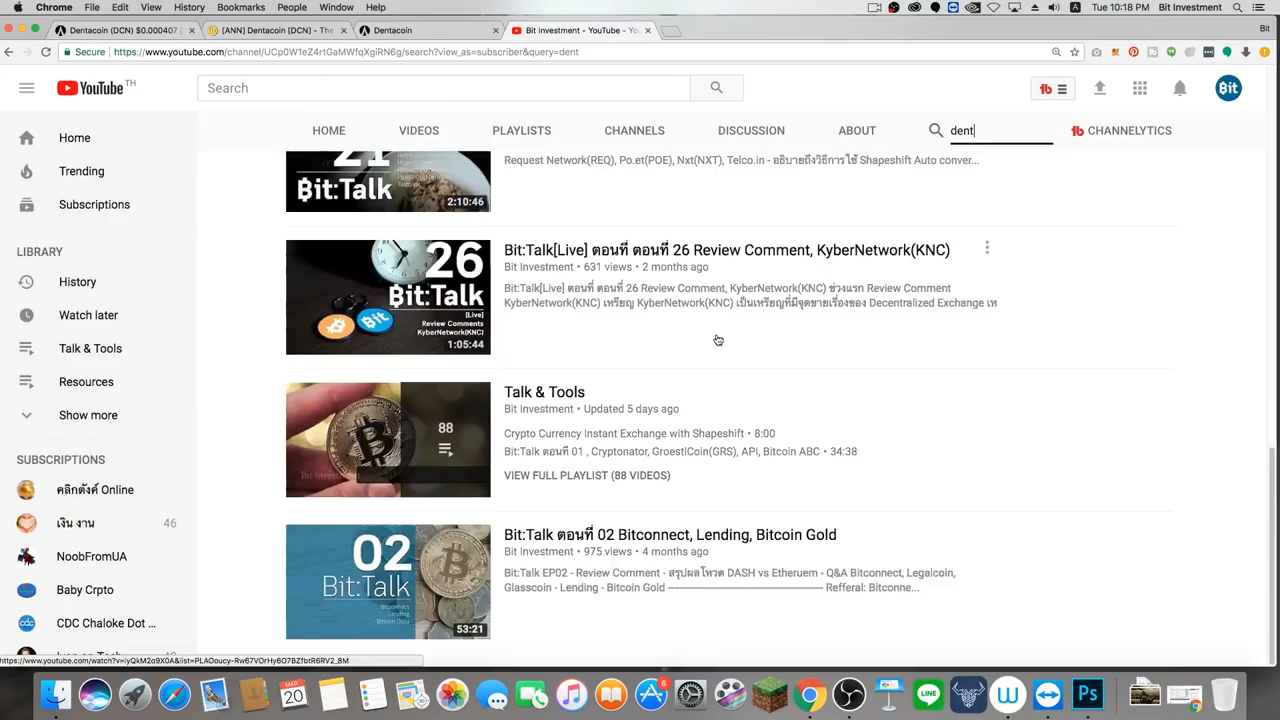 Chrome File Edit View History Bookmarks People Window Help Tue 10:18 PM Bit Investment
Dentacoin (DCN) $0.000407 [ANN] Dentacoin [DCN] - The Dentacoin Bit Investment - YouTube - Yo Bit
Secure https://www.youtube.com/channel/UCp0W1eZ4rtGaMWfqXgiRN6g/search?view_as=subscriber&query=dent
YouTube TH Search
HOME VIDEOS PLAYLISTS CHANNELS DISCUSSION ABOUT dent CHANNELYTICS
Home
Trending
Subscriptions
LIBRARY
History
Watch later
Talk & Tools
Resources
Show more
SUBSCRIPTIONS
คลิกตังค์ Online
เงิน งาน 46
NoobFromUA
Baby Crpto
CDC Chaloke Dot ...
21
Bit:Talk
2:10:46
Request Network(REQ), Po.et(POE), Nxt(NXT), Telco.in - อธิบายถึงวิธีการใช้ Shapeshift Auto conver...
26
Bit:Talk
[Live]
Review Comments
KyberNetwork(KNC)
1:05:44
Bit:Talk[Live] ตอนที่ ตอนที่ 26 Review Comment, KyberNetwork(KNC)
Bit Investment • 631 views • 2 months ago
Bit:Talk[Live] ตอนที่ ตอนที่ 26 Review Comment, KyberNetwork(KNC) ช่วงแรก Review Comment
KyberNetwork(KNC) เหรียญ KyberNetwork(KNC) เป็นเหรียญที่มีจุดขายเรื่องของ Decentralized Exchange เห
88
Talk & Tools
Bit Investment • Updated 5 days ago
Crypto Currency Instant Exchange with Shapeshift • 8:00
Bit:Talk ตอนที่ 01 , Cryptonator, GroestlCoin(GRS), API, Bitcoin ABC • 34:38
VIEW FULL PLAYLIST (88 VIDEOS)
02
Bit:Talk
Bitconnect
Lending
Bitcoin Gold
53:21
Bit:Talk ตอนที่ 02 Bitconnect, Lending, Bitcoin Gold
Bit Investment • 975 views • 4 months ago
Bit:Talk EP02 - Review Comment - สรุปผลโหวต DASH vs Etheruem - Q&A Bitconnect, Legalcoin,
Glasscoin - Lending - Bitcoin Gold ---------- Refferal: Bitconne...
https://www.youtube.com/watch?v=IyQkM2q9X0A&list=PLAOoucy-Rw67VOrHy6O7BZfbtR6RV2_8M
MAR
20
6
LINE
W
Ps